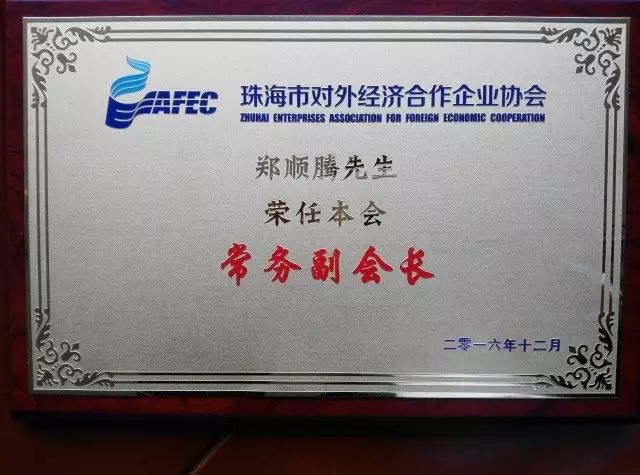 EAFEC
珠海市对外经济合作企业协会
ZHUHAI ENTERPRISES ASSOCIATION FOR FOREIGN ECONOMIC COOPERATION
郑顺腾先生
荣任本会
常务副会长
二零一六年十二月